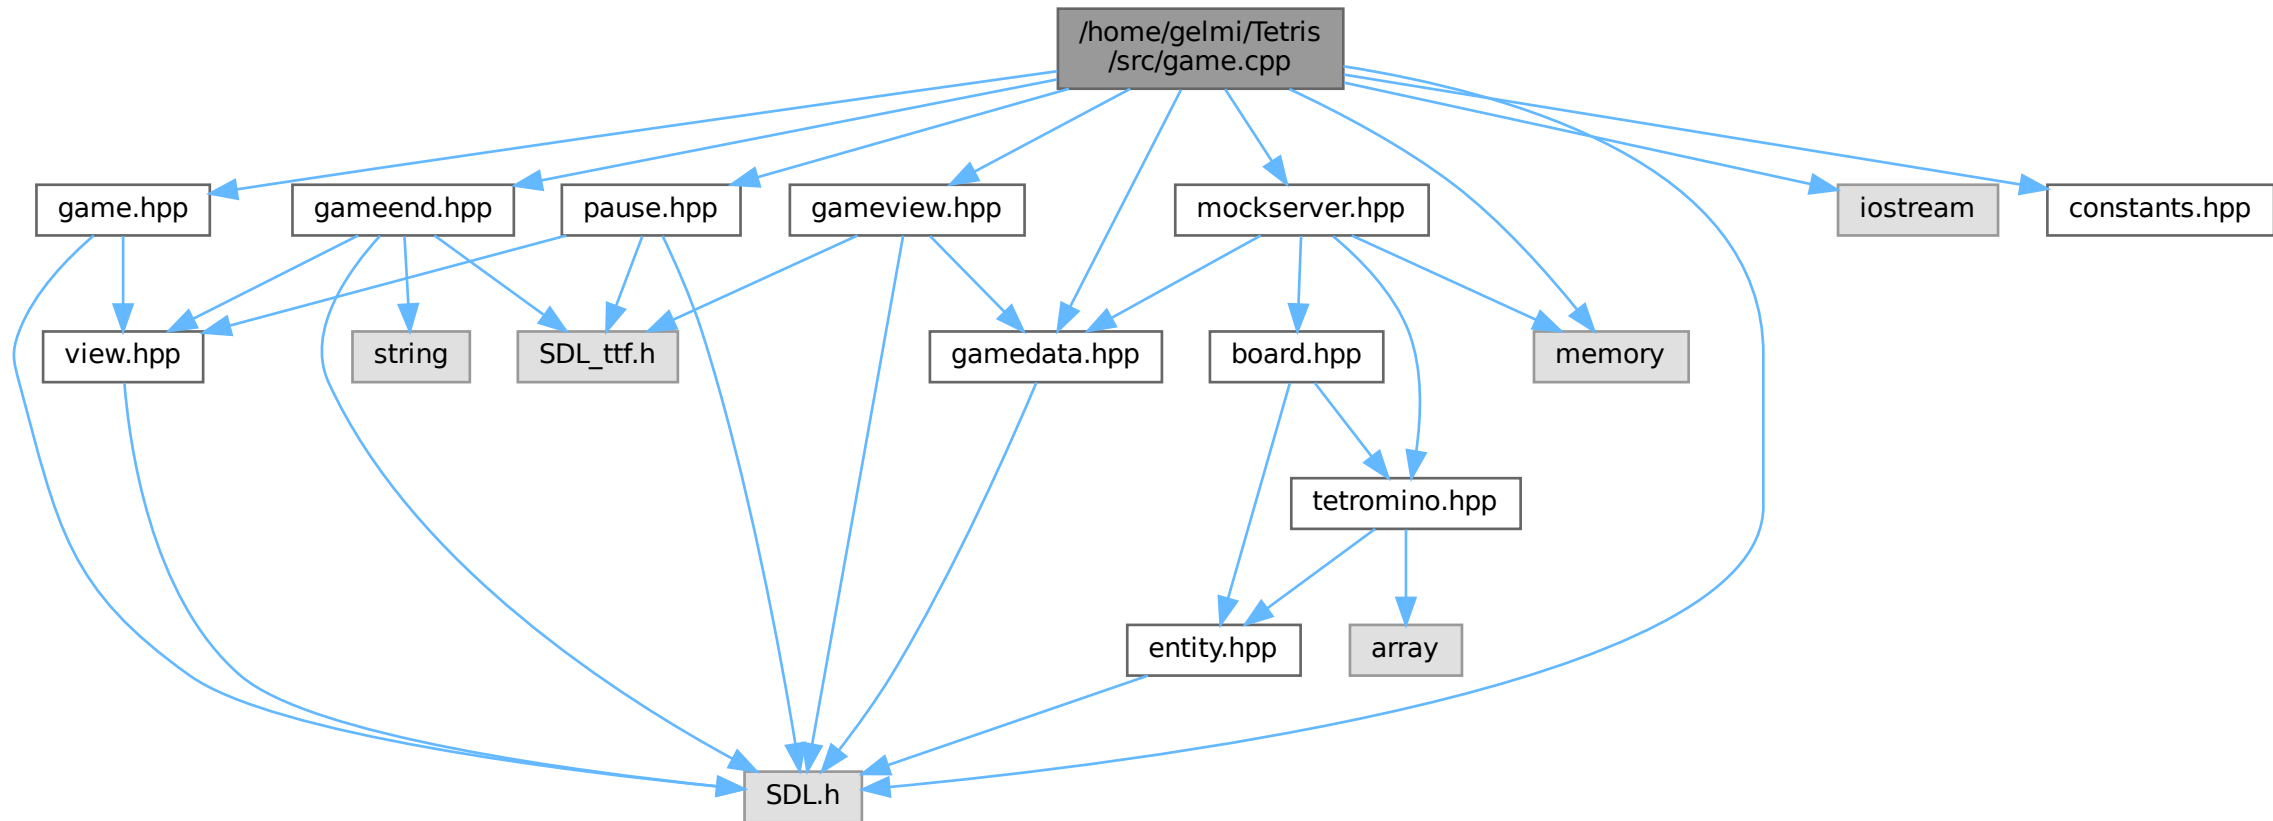 /home/gelmi/Tetris
/src/game.cpp
game.hpp
gameend.hpp
pause.hpp
gameview.hpp
mockserver.hpp
iostream
constants.hpp
view.hpp
string
SDL_ttf.h
gamedata.hpp
board.hpp
memory
tetromino.hpp
entity.hpp
array
SDL.h